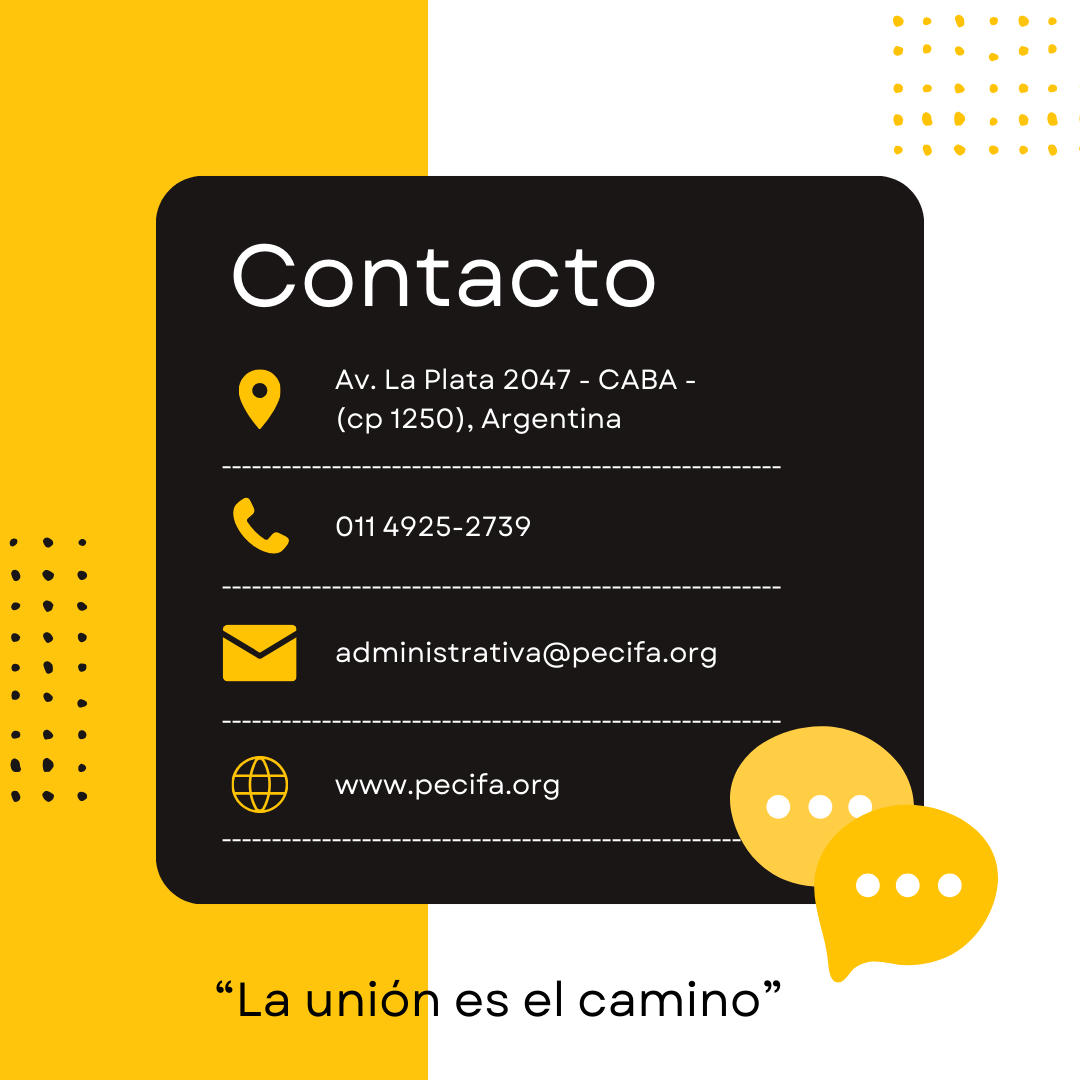 Contacto
Av. La Plata 2047 - CABA -
(cp 1250), Argentina
011 4925-2739
administrativa@pecifa.org
www.pecifa.org
“La unión es el camino”